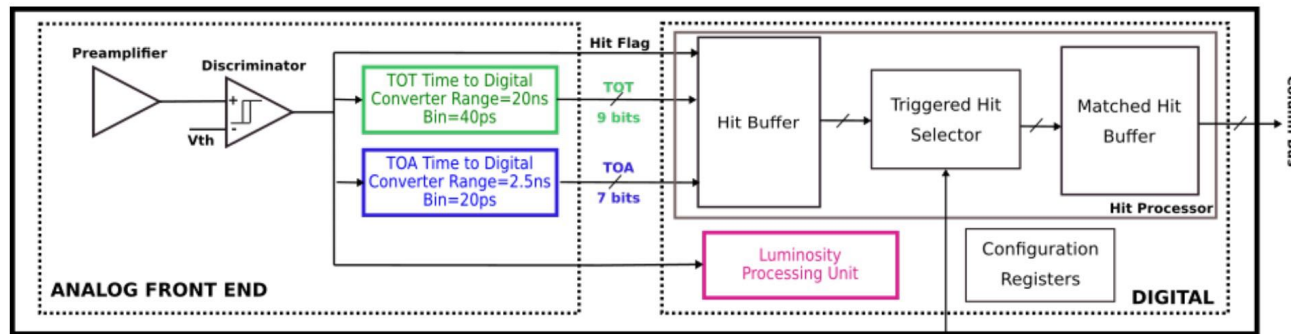 Preamplifier
Discriminator
+
-
Vth
TOT Time to Digital
Converter Range=20ns
Bin=40ps
TOA Time to Digital
Converter Range=2.5ns
Bin=20ps
Hit Flag
TOT
9 bits
TOA
7 bits
Hit Buffer
Triggered Hit
Selector
Matched Hit
Buffer
Hit Processor
Luminosity
Processing Unit
Configuration
Registers
ANALOG FRONT END
DIGITAL